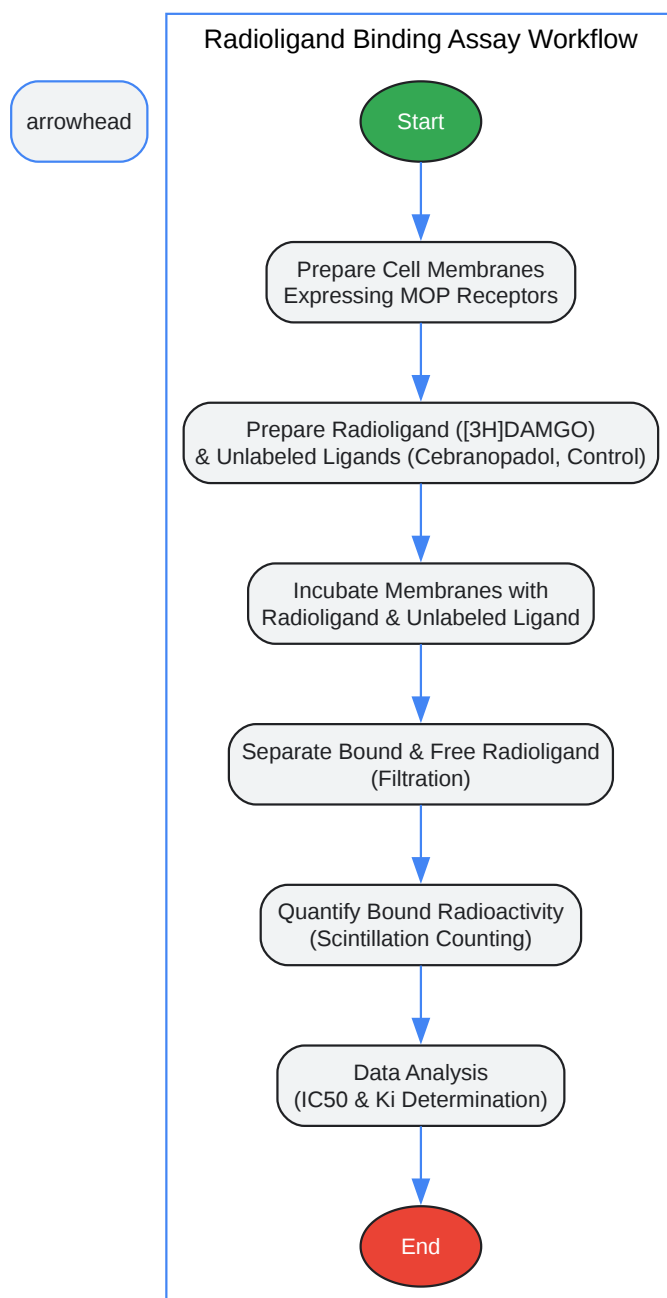 Radioligand Binding Assay Workflow
arrowhead
Start
Prepare Cell Membranes
Expressing MOP Receptors
Prepare Radioligand ([3H]DAMGO)
& Unlabeled Ligands (Cebranopadol, Control)
Incubate Membranes with
Radioligand & Unlabeled Ligand
Separate Bound & Free Radioligand
(Filtration)
Quantify Bound Radioactivity
(Scintillation Counting)
Data Analysis
(IC50 & Ki Determination)
End